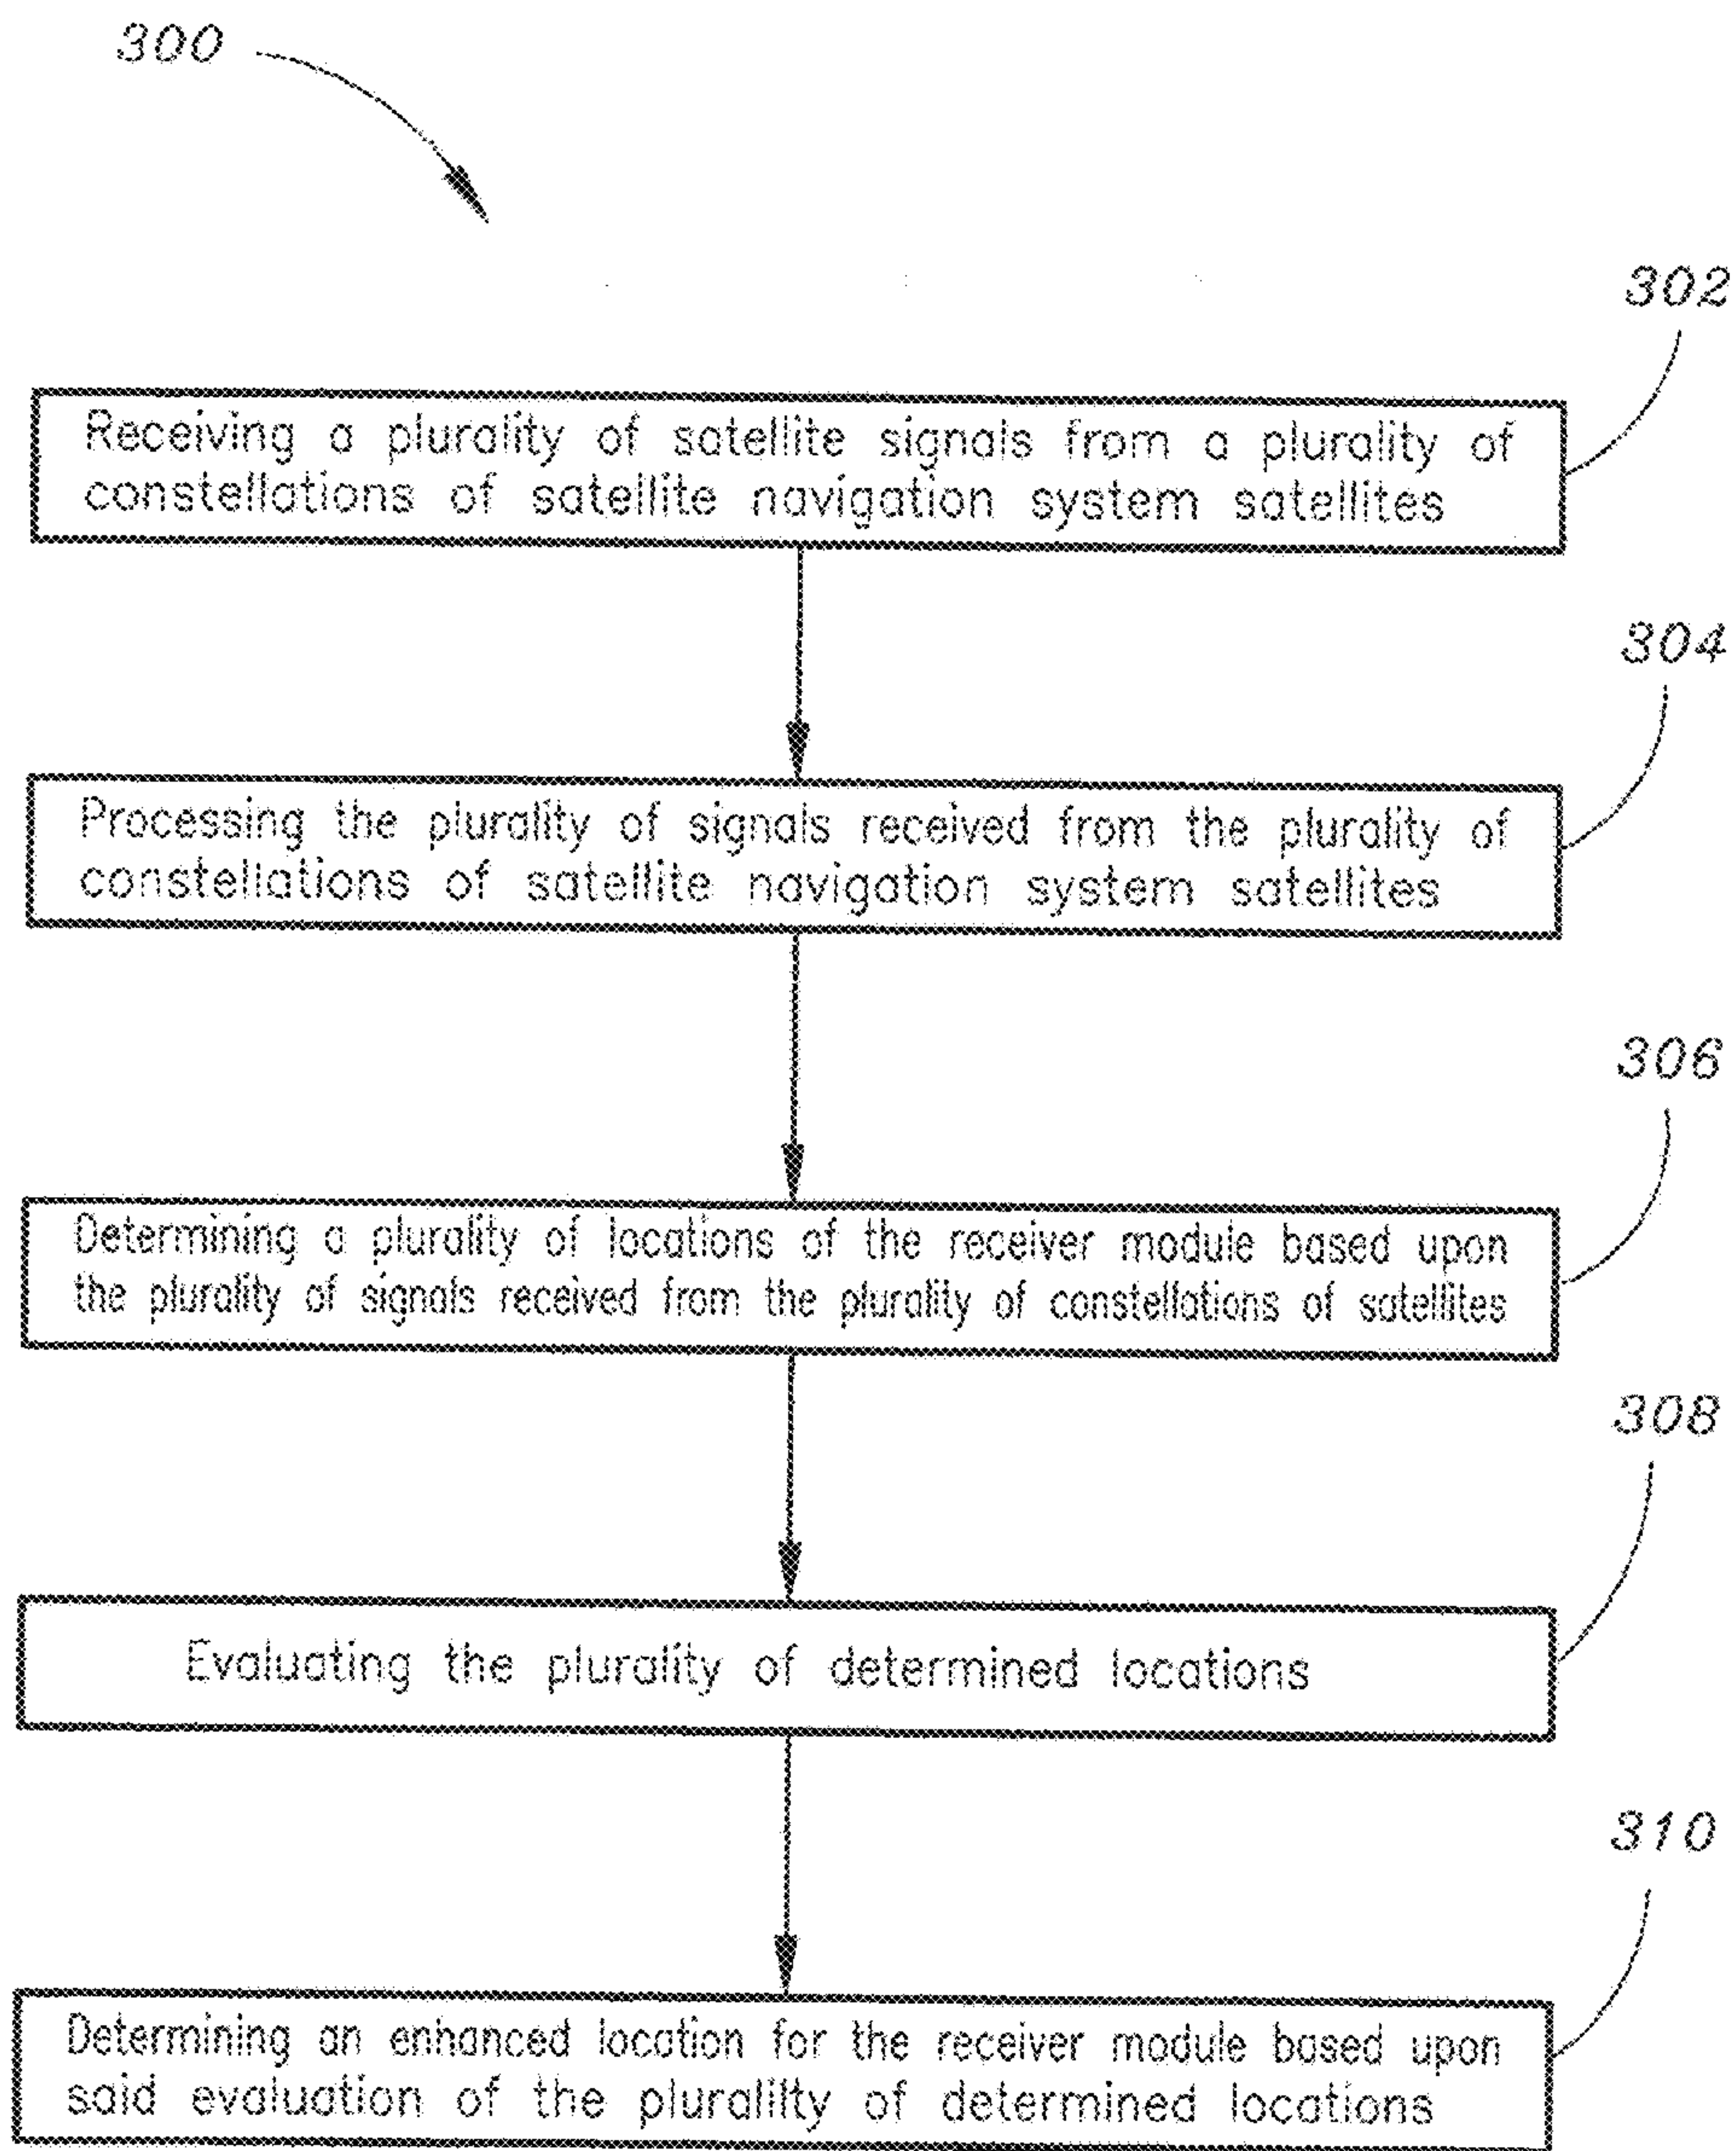 300
302
Receiving a plurality of satellite signals from a plurality of
constellations of satellite navigation system satellites
304
Processing the plurality of signals received from the plurality of
constellations of satellite navigation system satellites
306
Determining a plurality of locations of the receiver module based upon
the plurality of signals received from the plurality of constellations of satellites
308
Evaluating the plurality of determined locations
310
Determining an enhanced location for the receiver module based upon
said evaluation of the pluralilty of determined locations